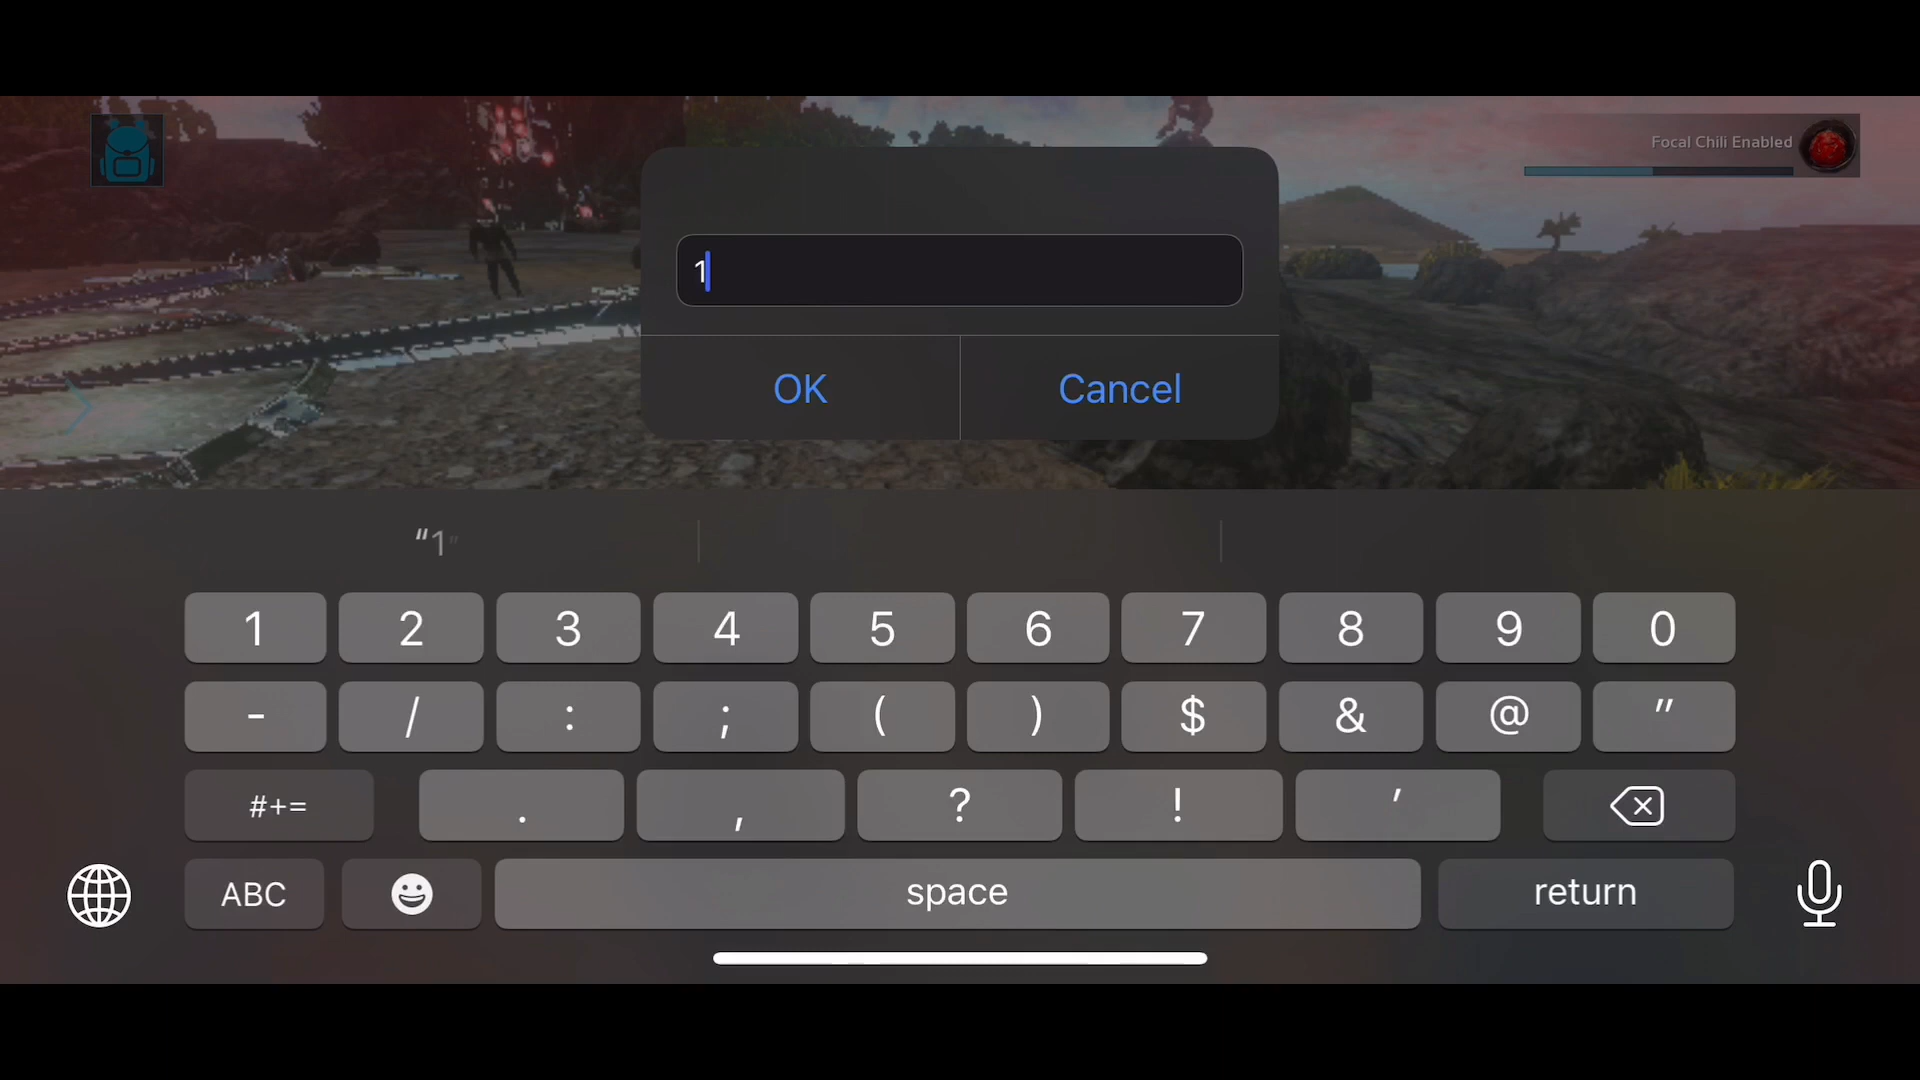 Focal Chili Enabled
1
OK Cancel
“1”
1 2 3 4 5 6 7 8 9 0
- / : ; ( ) $ & @ "
#+= . , ? ! '
ABC space return